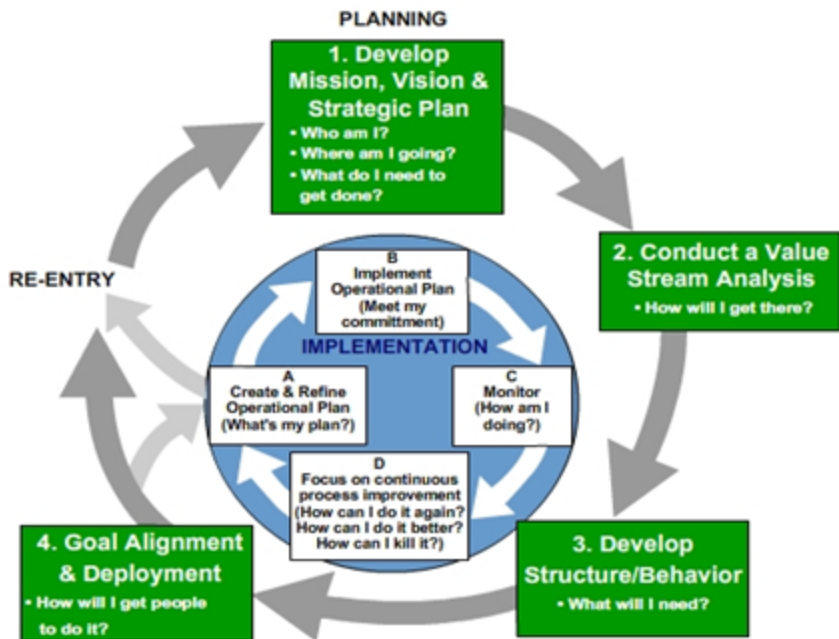 PLANNING
1. Develop
Mission, Vision &
Strategic Plan
• Who am I?
• Where am I going?
• What do I need to
get done?
2. Conduct a Value
Stream Analysis
• How will I get there?
RE-ENTRY
B
Implement
Operational Plan
(Meet my
committment)
IMPLEMENTATION
A
Create & Refine
Operational Plan
(What's my plan?)
C
Monitor
(How am I
doing?)
D
Focus on continuous
process improvement
(How can I do it again?
How can I do it better?
How can I kill it?)
3. Develop
Structure/Behavior
• What will I need?
4. Goal Alignment
& Deployment
• How will I get people
to do it?